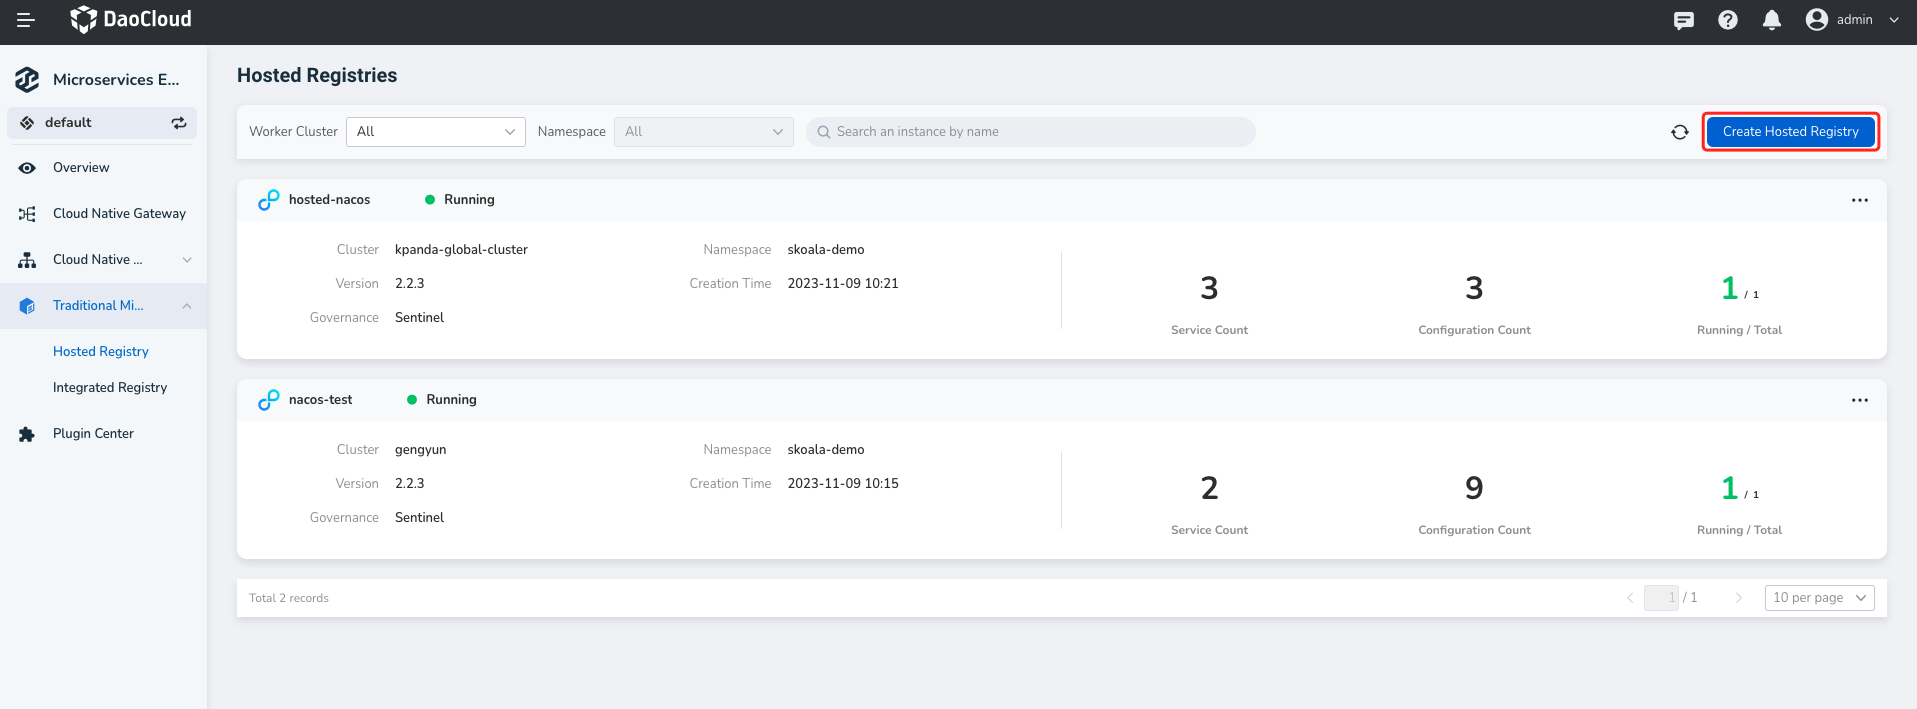 DaoCloud
admin
Microservices E...
default
Overview
Cloud Native Gateway
Cloud Native ...
Traditional Mi...
Hosted Registry
Integrated Registry
Plugin Center
Hosted Registries
Worker Cluster All Namespace All Search an instance by name Create Hosted Registry
hosted-nacos Running
Cluster kpanda-global-cluster Namespace skoala-demo
Version 2.2.3 Creation Time 2023-11-09 10:21
Governance Sentinel
3 3 1 / 1
Service Count Configuration Count Running / Total
nacos-test Running
Cluster gengyun Namespace skoala-demo
Version 2.2.3 Creation Time 2023-11-09 10:15
Governance Sentinel
2 9 1 / 1
Service Count Configuration Count Running / Total
Total 2 records 1 / 1 10 per page